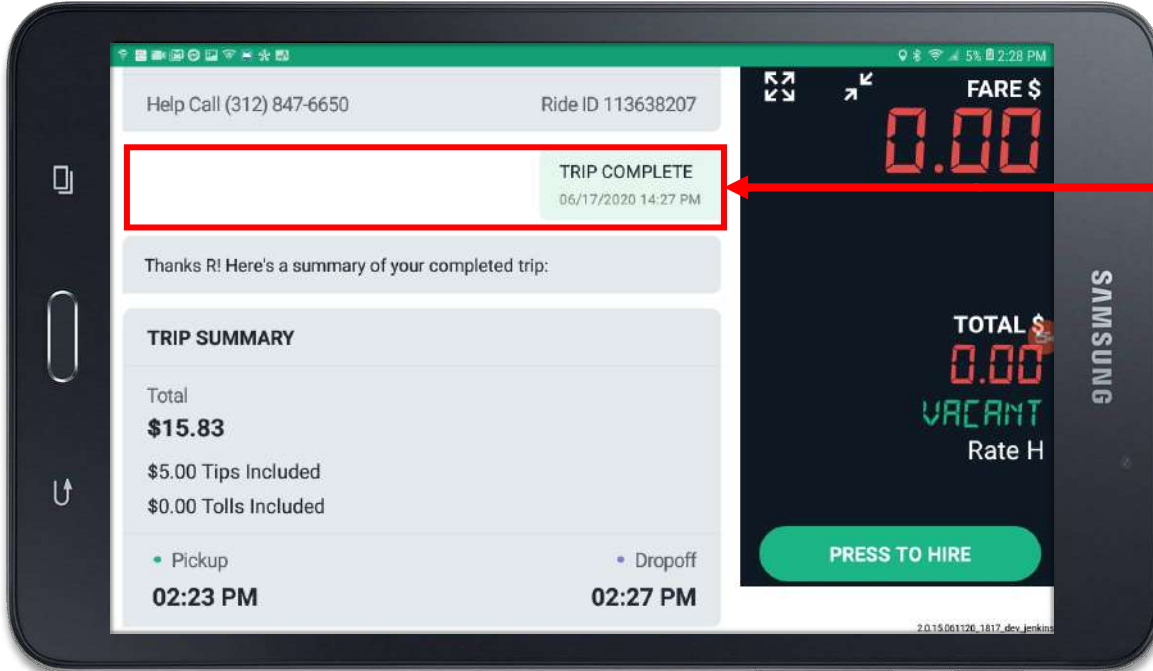 5% 2:28 PM
Help Call (312) 847-6650
Ride ID 113638207
TRIP COMPLETE
06/17/2020 14:27 PM
Thanks R! Here's a summary of your completed trip:
TRIP SUMMARY
Total
$15.83
$5.00 Tips Included
$0.00 Tolls Included
• Pickup
• Dropoff
02:23 PM
02:27 PM
FARE $
0.00
TOTAL $
0.00
VACANT
Rate H
PRESS TO HIRE
2.0.15.061120_1817_dev_jenkins
SAMSUNG